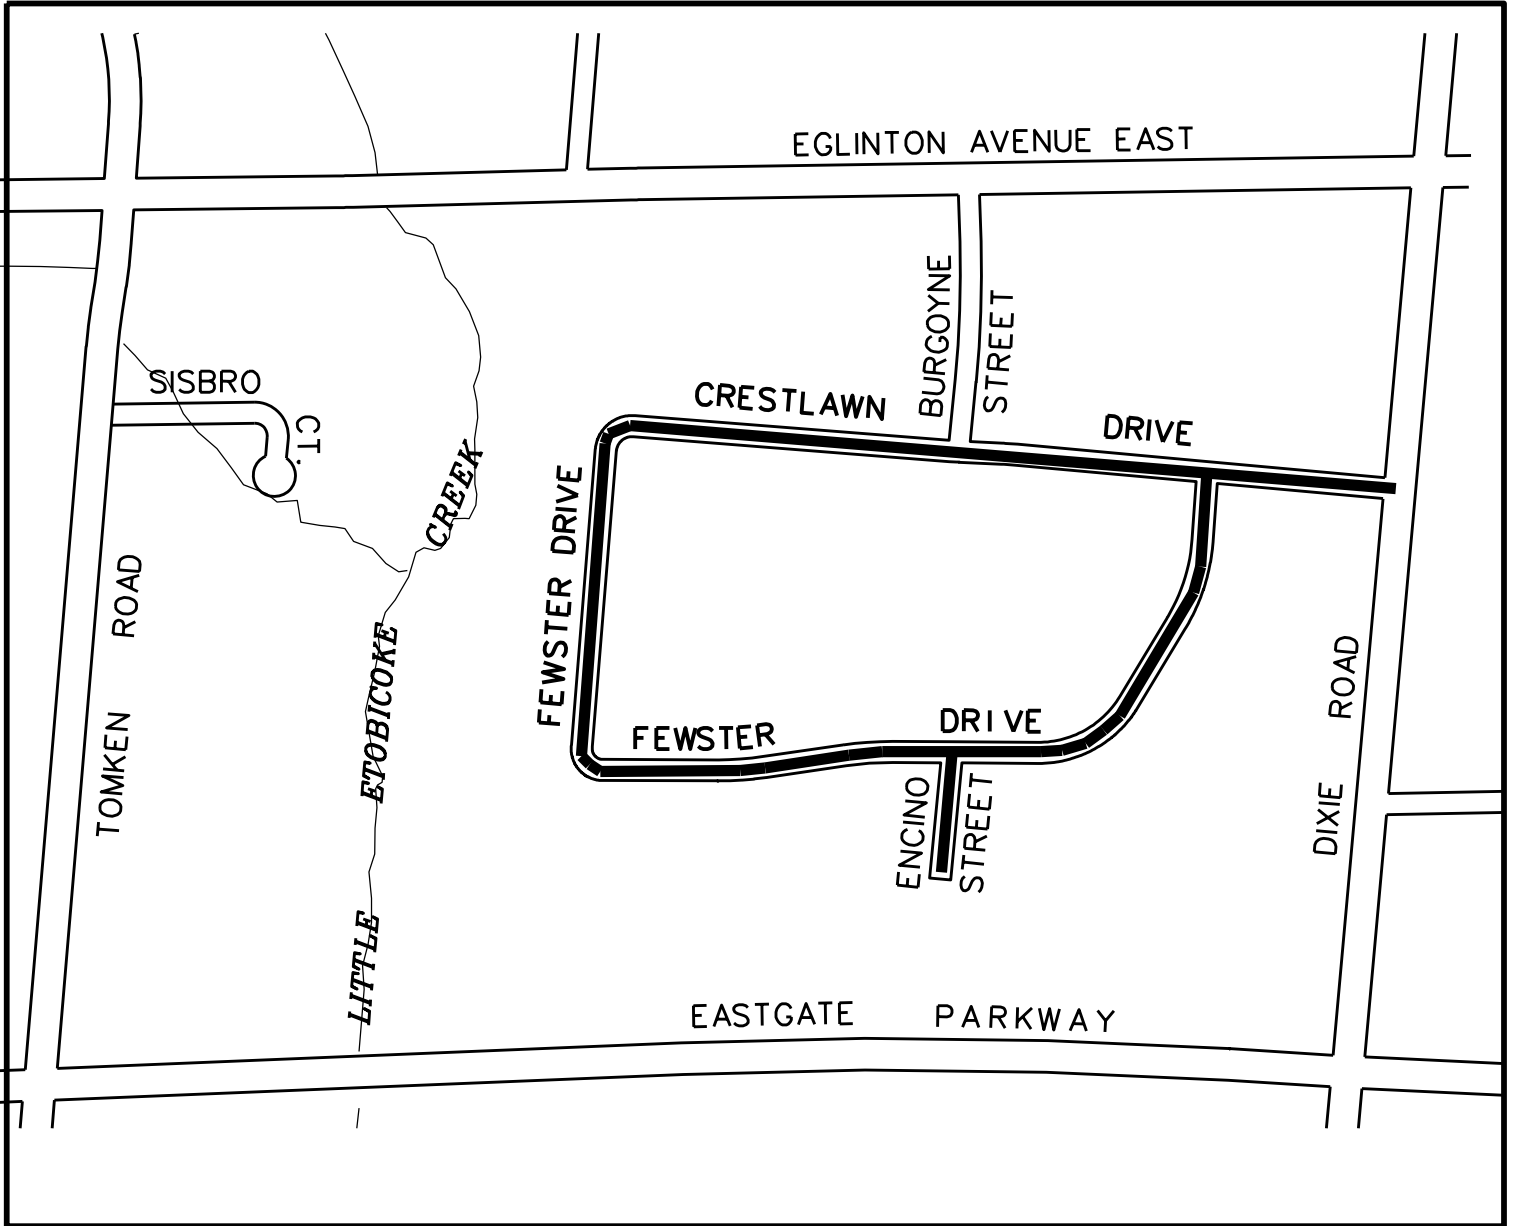 EGLINTON AVENUE EAST
BURGOYNE
STREET
SISBRO
CT.
CRESTLAWN
DRIVE
CREEK
FEWSTER DRIVE
ROAD
TOMKEN
ETOBICOKE
LITTLE
FEWSTER
DRIVE
ENCINO
STREET
ROAD
DIXIE
EASTGATE PARKWAY